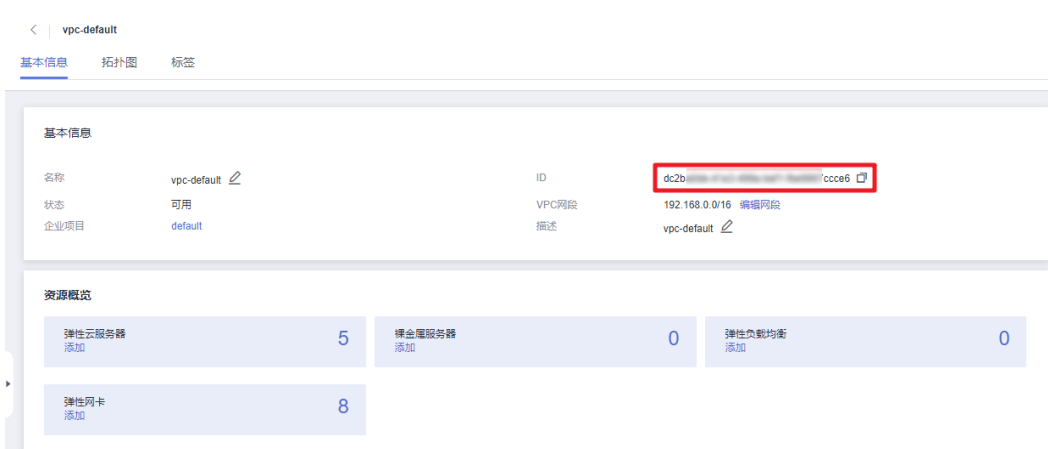 vpc-default
基本信息 拓扑图 标签
基本信息
名称 vpc-default ID dc2b ccce6
状态 可用 VPC网段 192.168.0.0/16 编辑网段
企业项目 default 描述 vpc-default
资源概览
弹性云服务器 5 裸金属服务器 0 弹性负载均衡 0
添加 添加 添加
弹性网卡 8
添加